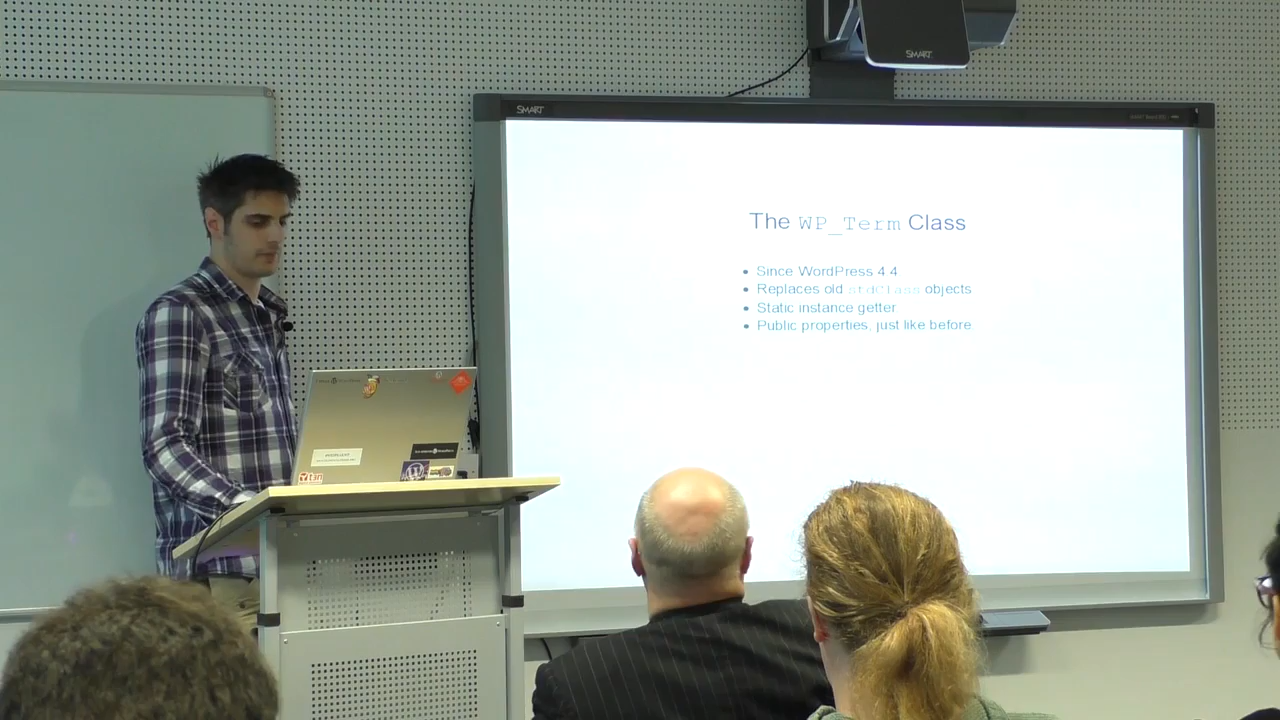 SMART
SMART
The WP_Term Class
Since WordPress 4.4
Replaces old stdClass objects
Static instance getter
Public properties, just like before